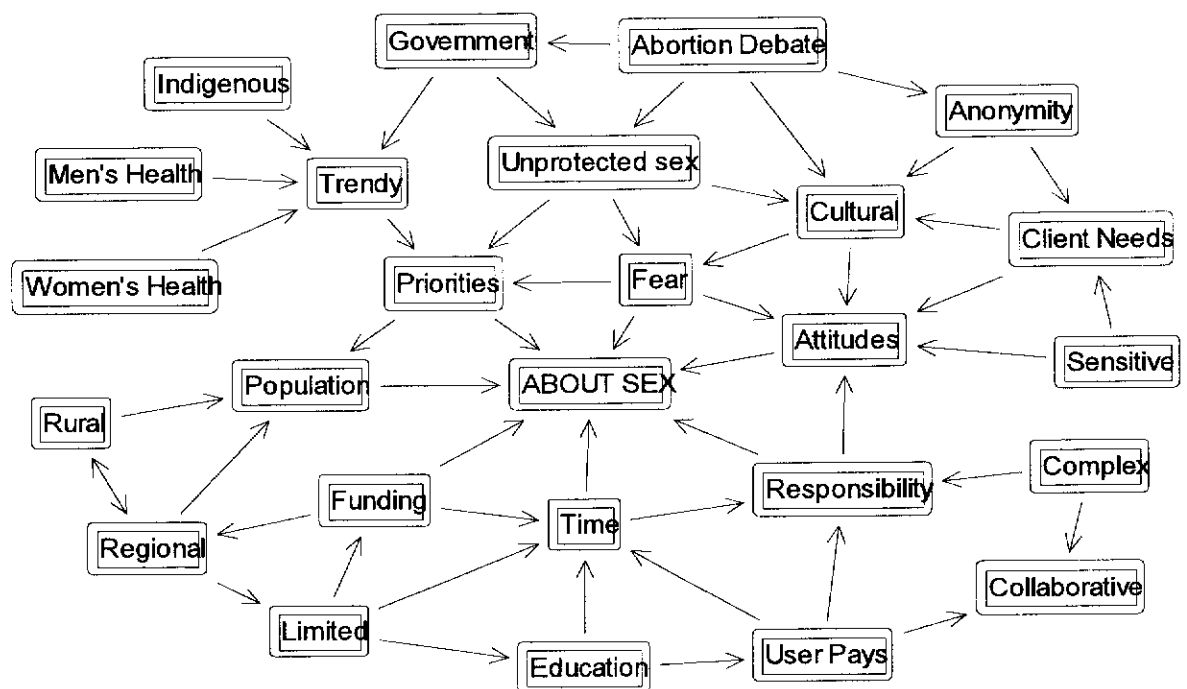 Government
Abortion Debate
Indigenous
Anonymity
Men's Health
Trendy
Unprotected sex
Cultural
Client Needs
Women's Health
Priorities
Fear
Attitudes
Sensitive
Population
ABOUT SEX
Rural
Complex
Funding
Responsibility
Time
Regional
Collaborative
Limited
Education
User Pays